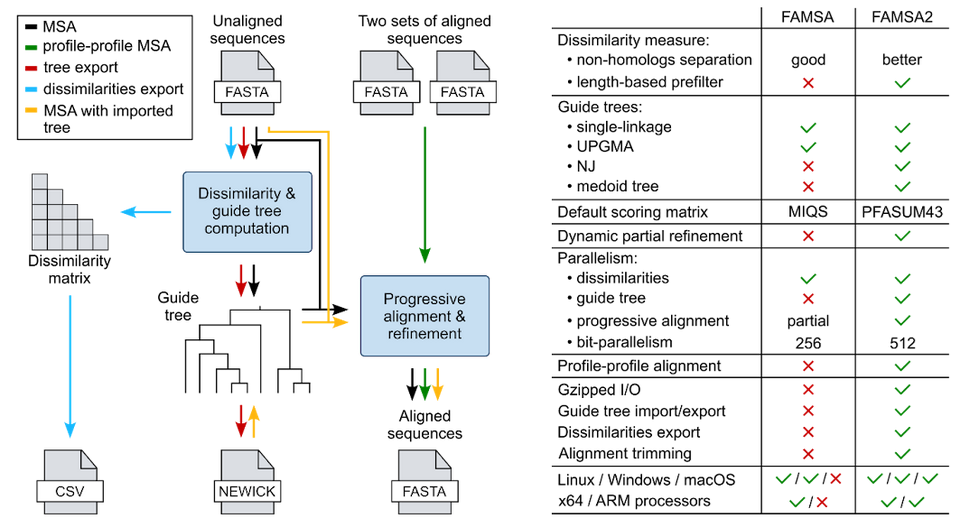 MSA
profile-profile MSA
tree export
dissimilarities export
MSA with imported
tree
Unaligned
sequences
FASTA
Two sets of aligned
sequences
FASTA
FASTA
Dissimilarity &
guide tree
computation
Dissimilarity
matrix
Guide
tree
Progressive
alignment &
refinement
Aligned
sequences
CSV
NEWICK
FASTA
FAMSA FAMSA2
Dissimilarity measure:
• non-homologs separation good better
• length-based prefilter ✗ ✓
Guide trees:
• single-linkage ✓ ✓
• UPGMA ✓ ✓
• NJ ✗ ✓
• medoid tree ✗ ✓
Default scoring matrix MIQS PFASUM43
Dynamic partial refinement ✗ ✓
Parallelism:
• dissimilarities ✓ ✓
• guide tree ✗ ✓
• progressive alignment partial ✓
• bit-parallelism 256 512
Profile-profile alignment ✗ ✓
Gzipped I/O ✗ ✓
Guide tree import/export ✗ ✓
Dissimilarities export ✗ ✓
Alignment trimming ✗ ✓
Linux / Windows / macOS ✓/✓/✗ ✓/✓/✓
x64 / ARM processors ✓/✗ ✓/✓